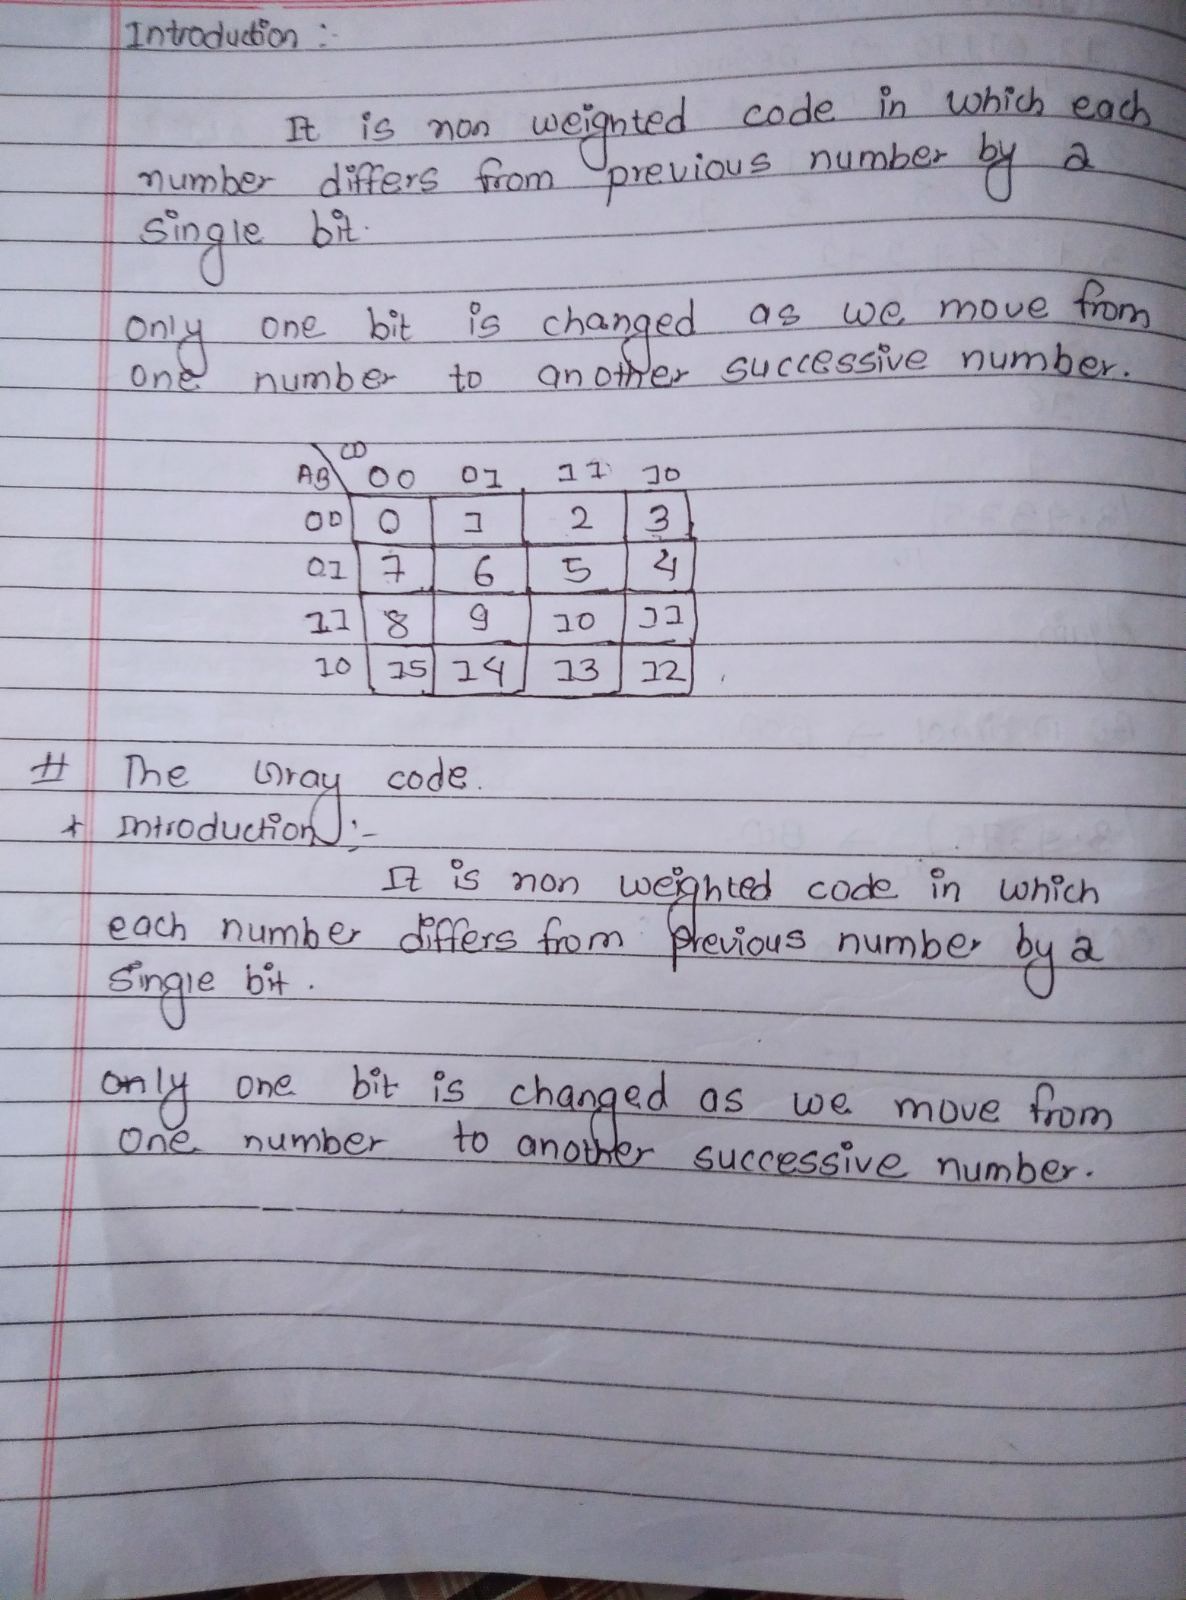 Introduction :-
It is non weighted code in which each
number differs from previous number by a
single bit.
only one bit is changed as we move from
one number to another successive number.
CD
AB 00 01 11 10
00 0 1 2 3
01 7 6 5 4
11 8 9 10 11
10 15 14 13 12
# The Gray code.
* Introduction :-
It is non weighted code in which
each number differs from previous number by a
single bit.
only one bit is changed as we move from
one number to another successive number.